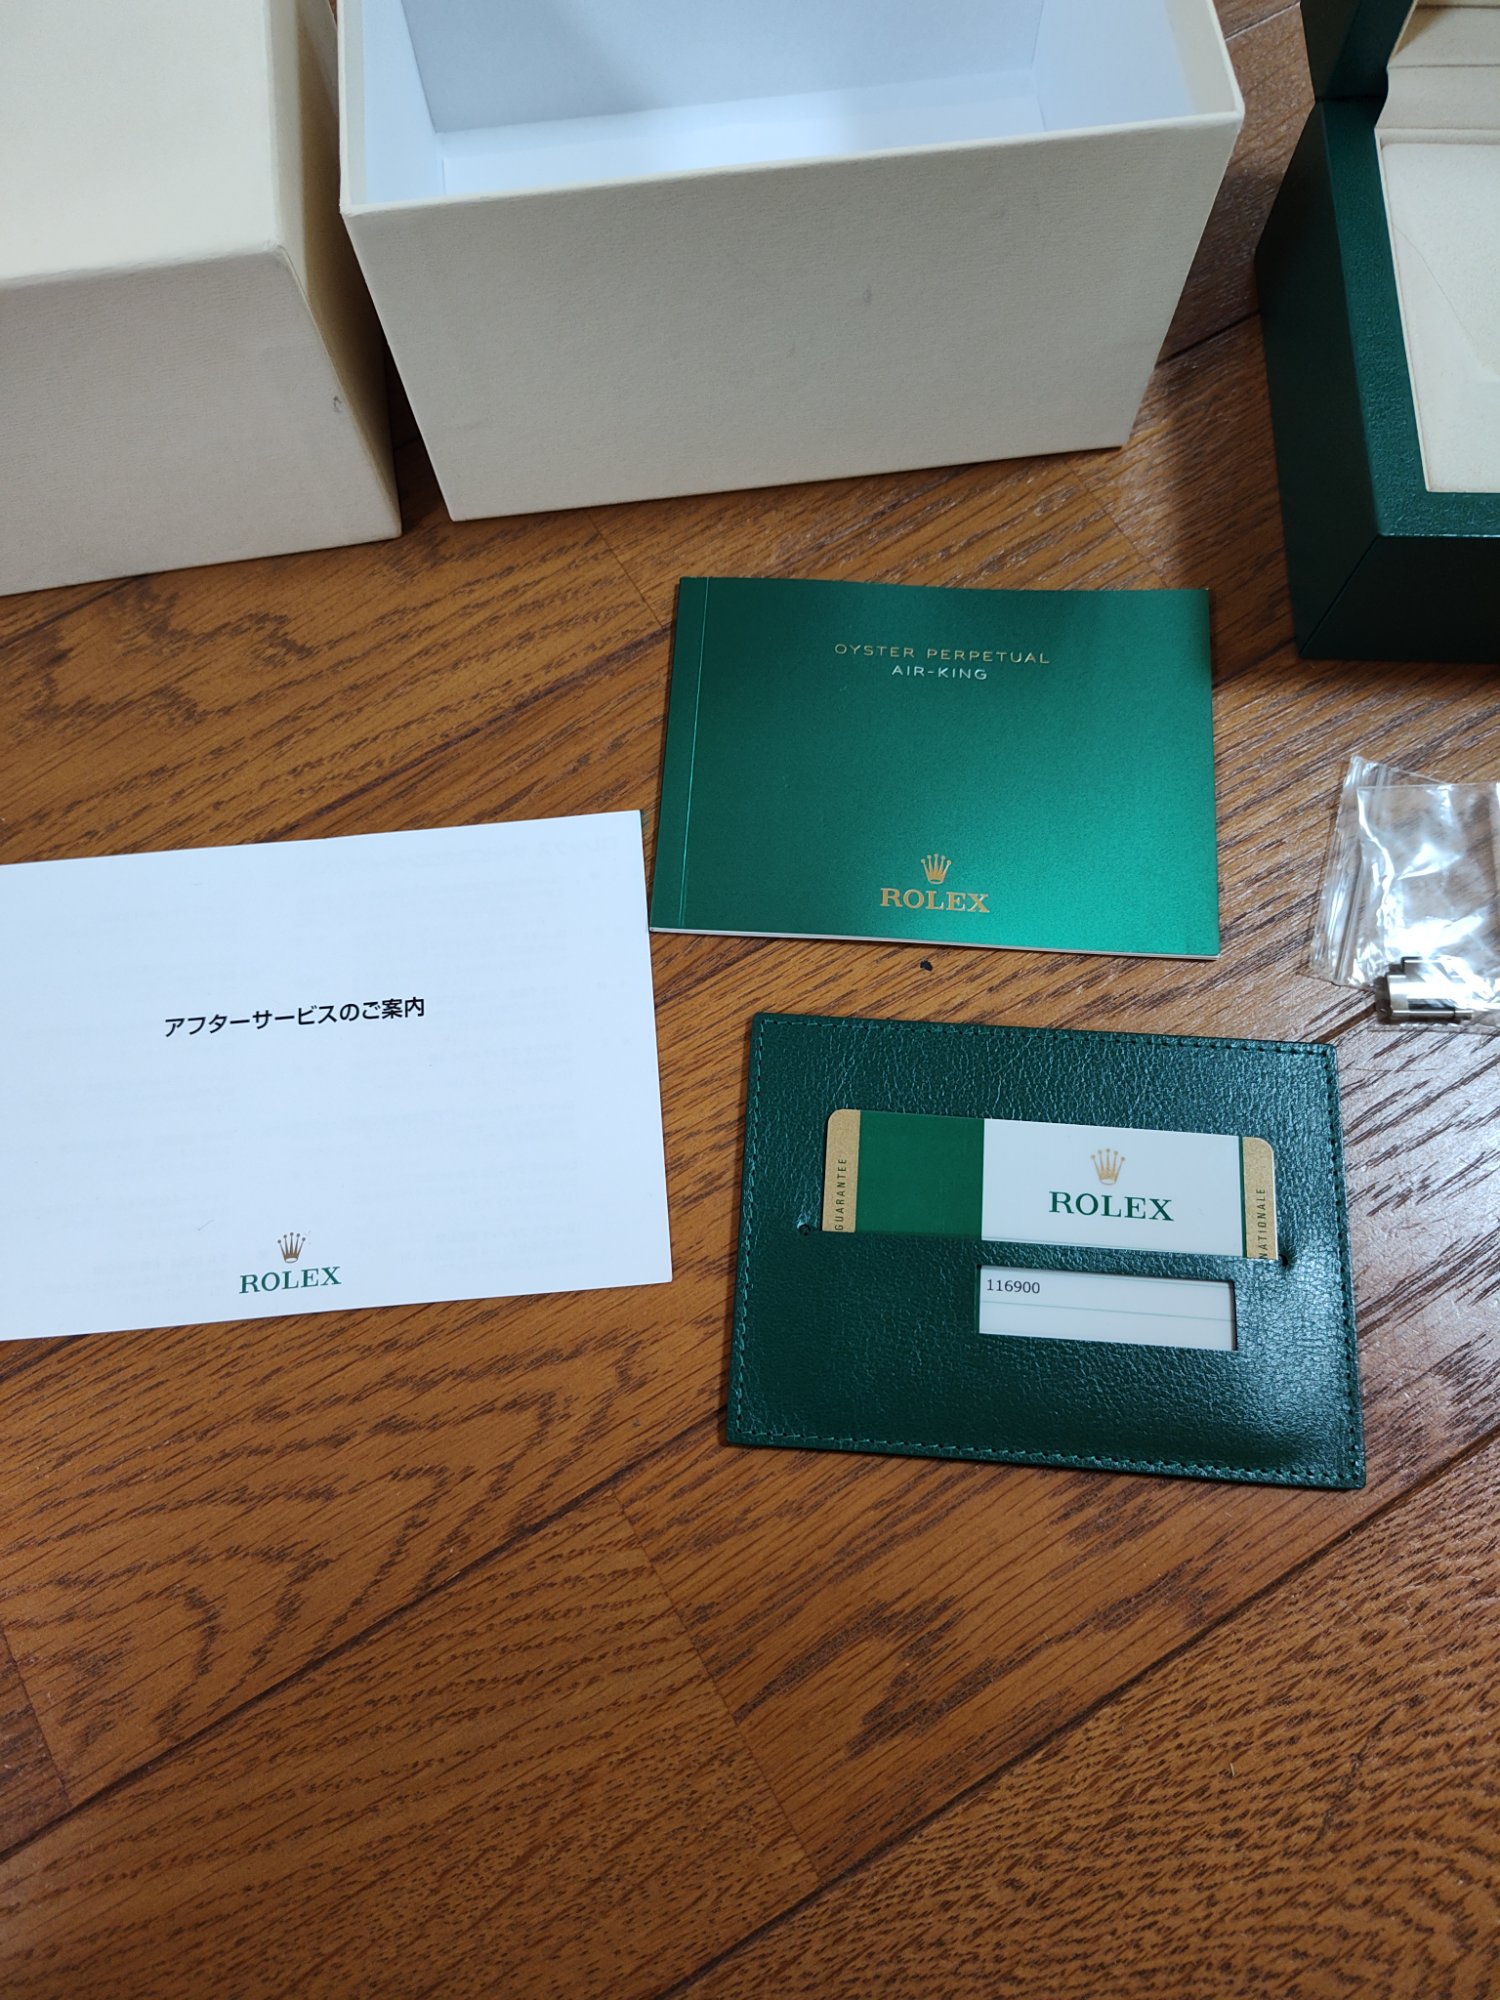 OYSTER PERPETUAL
AIR-KING
ROLEX
アフターサービスのご案内
ROLEX
GUARANTEE
ROLEX
NATIONALE
116900